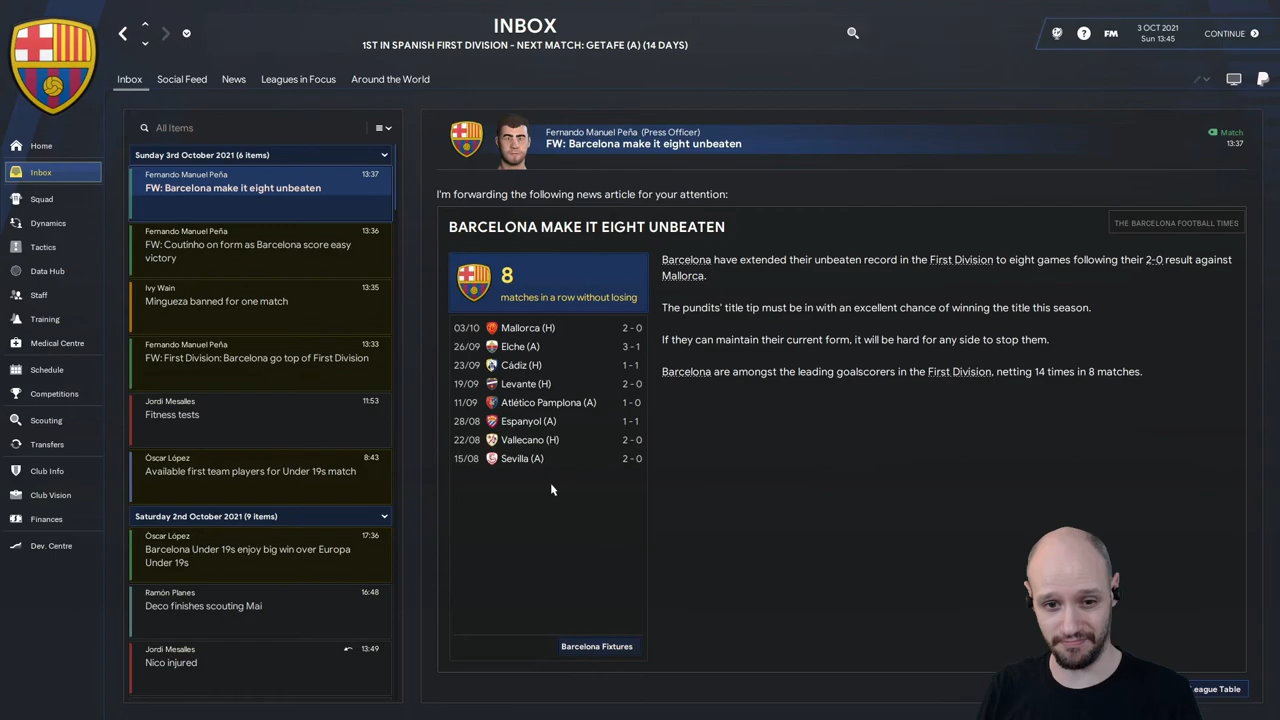 INBOX
1ST IN SPANISH FIRST DIVISION - NEXT MATCH: GETAFE (A) (14 DAYS)
FM
3 OCT 2021
Sun 13:45
CONTINUE
Inbox
Social Feed
News
Leagues in Focus
Around the World
Home
Inbox
Squad
Dynamics
Tactics
Data Hub
Staff
Training
Medical Centre
Schedule
Competitions
Scouting
Transfers
Club Info
Club Vision
Finances
Dev. Centre
All Items
Sunday 3rd October 2021 (6 items)
Fernando Manuel Peña 13:37
FW: Barcelona make it eight unbeaten
Fernando Manuel Peña 13:36
FW: Coutinho on form as Barcelona score easy
victory
Ivy Wain 13:35
Mingueza banned for one match
Fernando Manuel Peña 13:33
FW: First Division: Barcelona go top of First Division
Jordi Mesalles 11:53
Fitness tests
Òscar López 8:43
Available first team players for Under 19s match
Saturday 2nd October 2021 (9 items)
Òscar López 17:36
Barcelona Under 19s enjoy big win over Europa
Under 19s
Ramón Planes 16:48
Deco finishes scouting Mai
Jordi Mesalles 13:49
Nico injured
Fernando Manuel Peña (Press Officer)
FW: Barcelona make it eight unbeaten
Match
13:37
I'm forwarding the following news article for your attention:
BARCELONA MAKE IT EIGHT UNBEATEN
THE BARCELONA FOOTBALL TIMES
8
matches in a row without losing
03/10 Mallorca (H) 2 - 0
26/09 Elche (A) 3 - 1
23/09 Cádiz (H) 1 - 1
19/09 Levante (H) 2 - 0
11/09 Atlético Pamplona (A) 1 - 0
28/08 Espanyol (A) 1 - 1
22/08 Vallecano (H) 2 - 0
15/08 Sevilla (A) 2 - 0
Barcelona Fixtures
Barcelona have extended their unbeaten record in the First Division to eight games following their 2-0 result against
Mallorca.
The pundits' title tip must be in with an excellent chance of winning the title this season.
If they can maintain their current form, it will be hard for any side to stop them.
Barcelona are amongst the leading goalscorers in the First Division, netting 14 times in 8 matches.
League Table